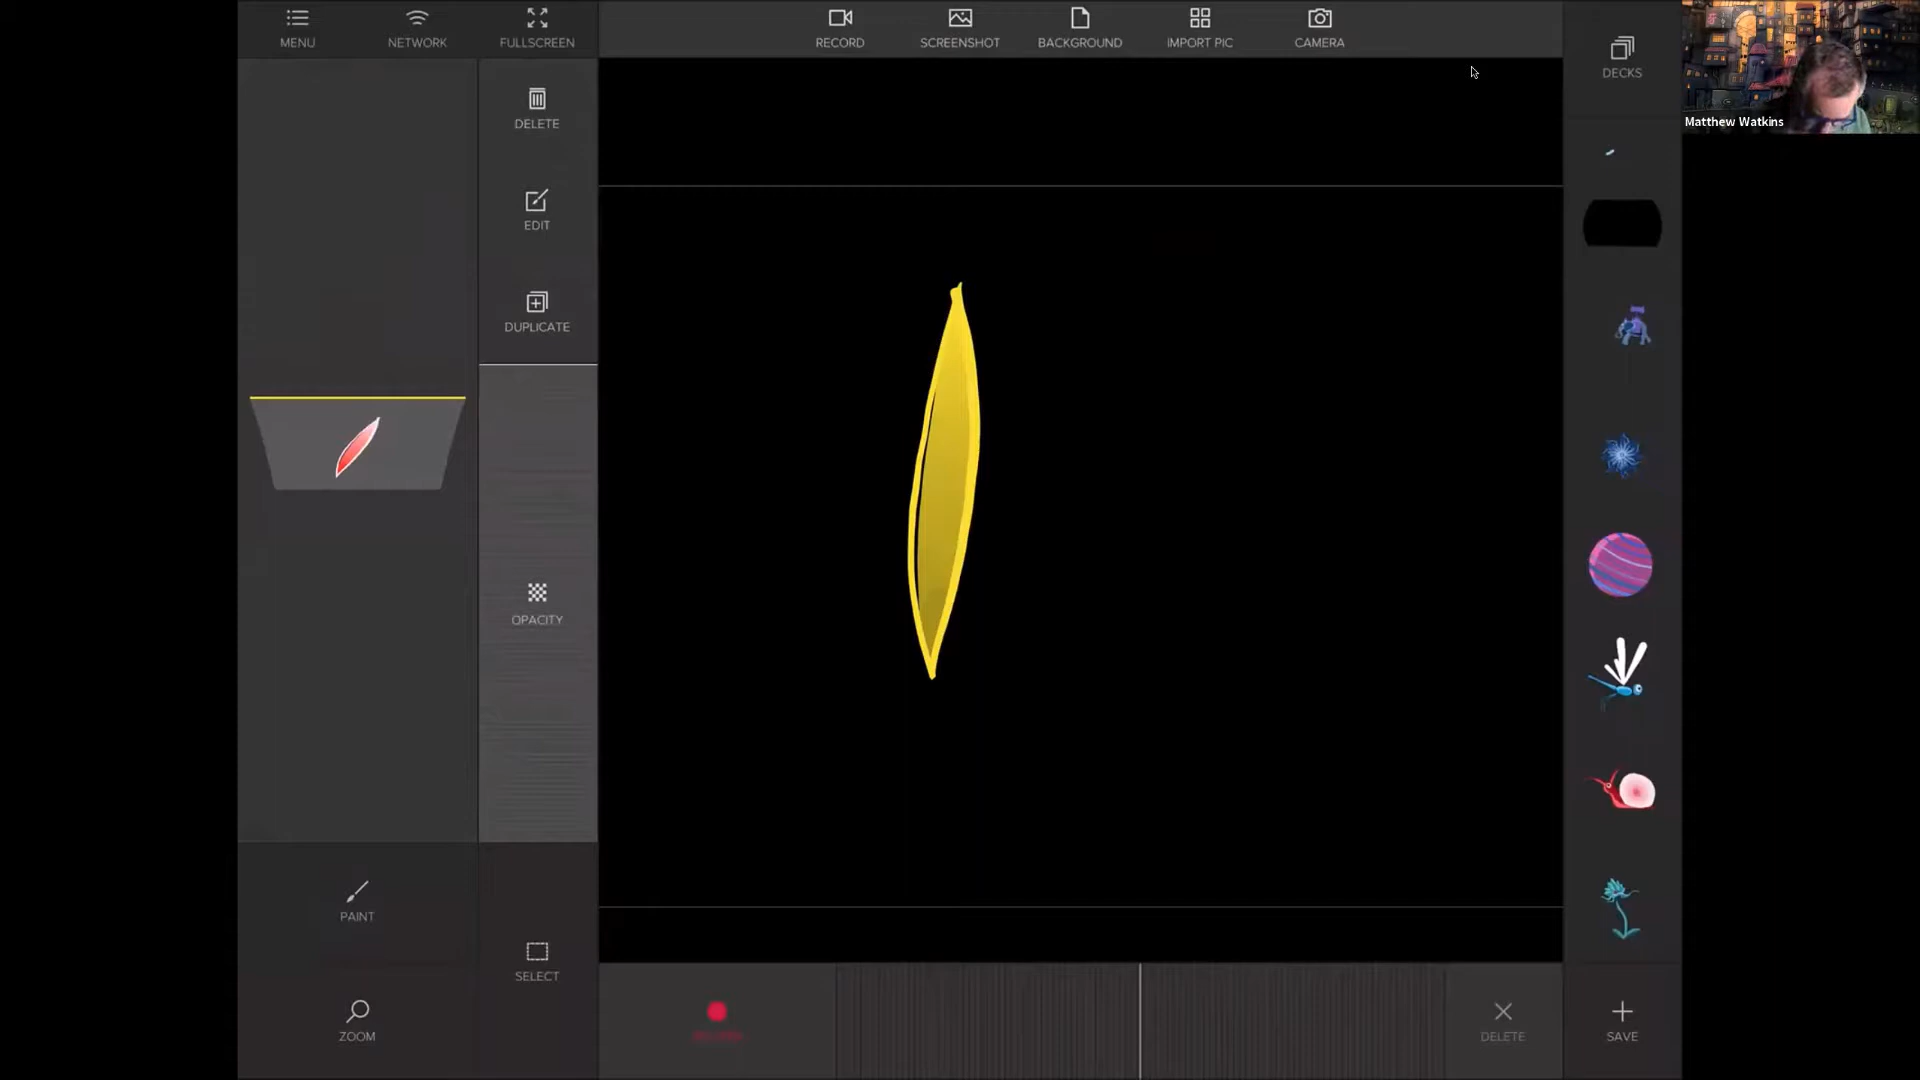 MENU
NETWORK
FULLSCREEN
RECORD
SCREENSHOT
BACKGROUND
IMPORT PIC
CAMERA
DECKS
Matthew Watkins
DELETE
EDIT
DUPLICATE
OPACITY
PAINT
SELECT
ZOOM
DELETE
SAVE